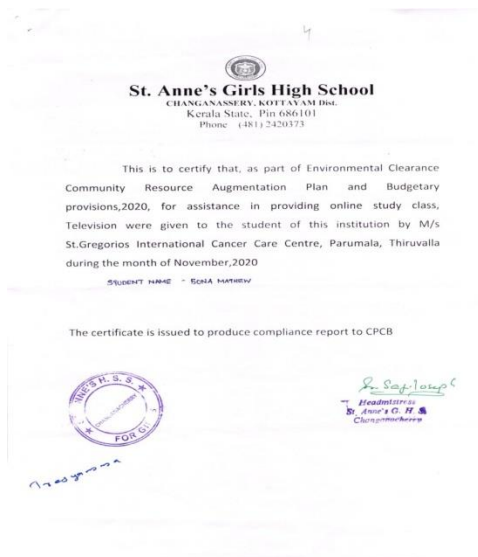 4
St. Anne's Girls High School
CHANGANASSERY, KOTTAYAM Dist.
Kerala State, Pin 686101
Phone (481) 2420373
This is to certify that, as part of Environmental Clearance
Community Resource Augmentation Plan and Budgetary
provisions,2020, for assistance in providing online study class,
Television were given to the student of this institution by M/s
St.Gregorios International Cancer Care Centre, Parumala, Thiruvalla
during the month of November,2020
STUDENT NAME - EONA MATHEW
The certificate is issued to produce compliance report to CPCB
ANNE'S H. S. S.
FOR GI
Headmistress
St. Anne's G. H. S
Changanacherry